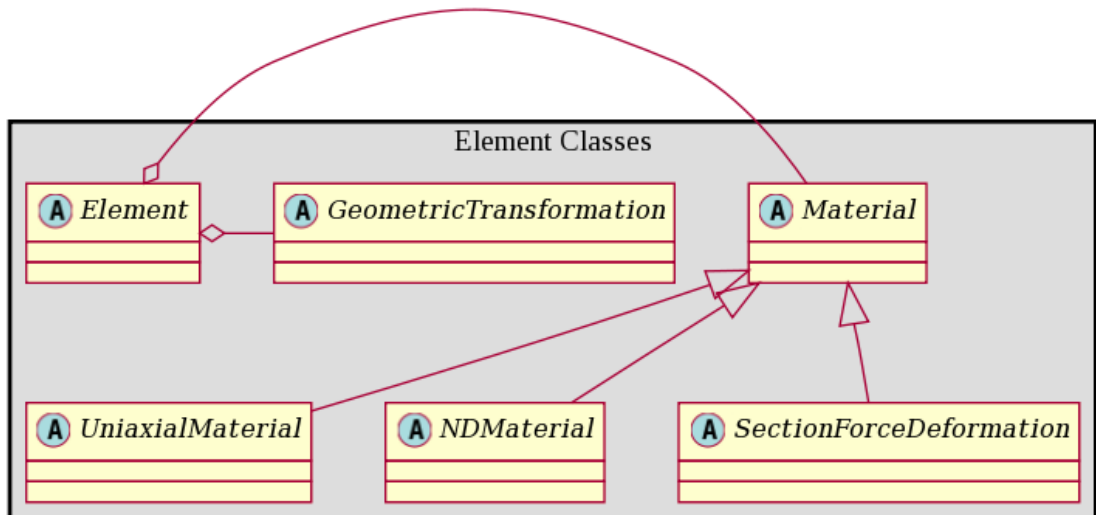 Element Classes
A Element
A GeometricTransformation
A Material
A UniaxialMaterial
A NDMaterial
A SectionForceDeformation